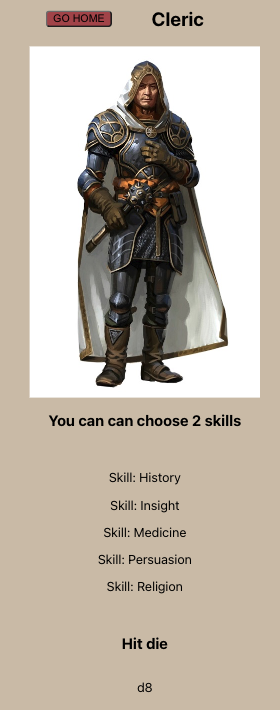 GO HOME
Cleric
You can can choose 2 skills
Skill: History
Skill: Insight
Skill: Medicine
Skill: Persuasion
Skill: Religion
Hit die
d8